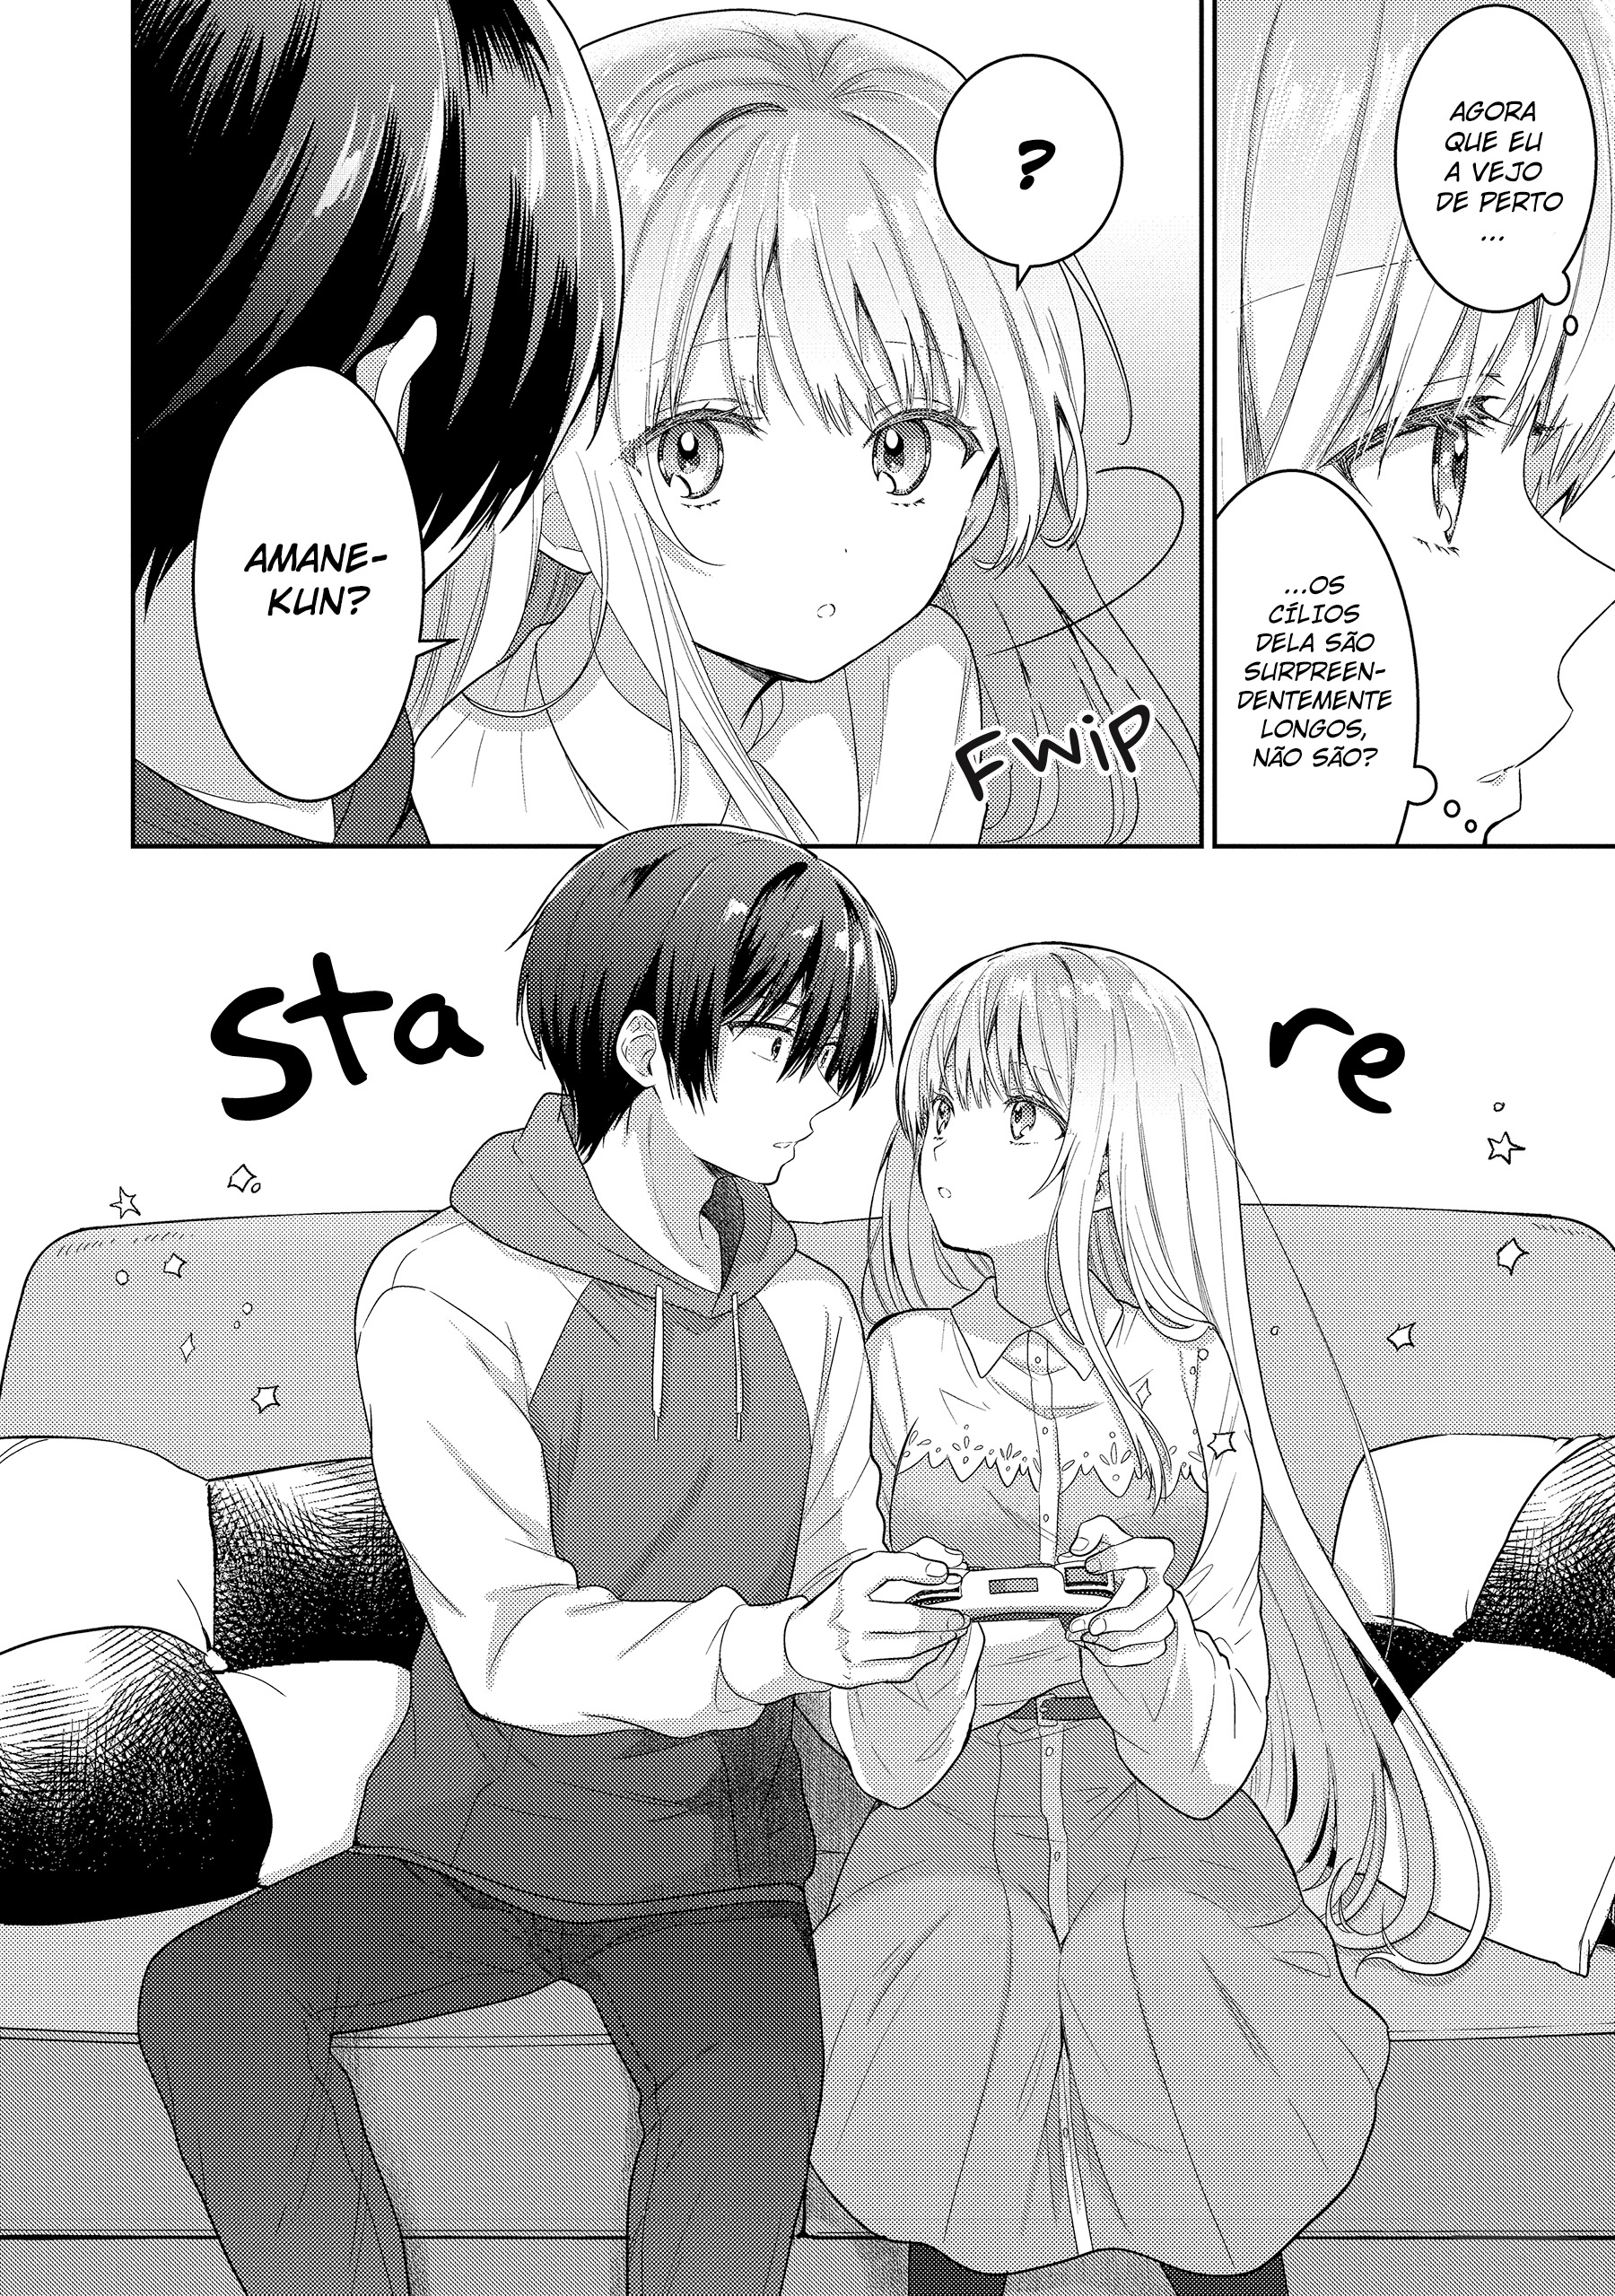 AGORA
QUE EU
A VEJO
DE PERTO
...
...OS
CÍLIOS
DELA SÃO
SURPREEN-
DENTEMENTE
LONGOS,
NÃO SÃO?
?
FWIP
AMANE-
KUN?
sta
re